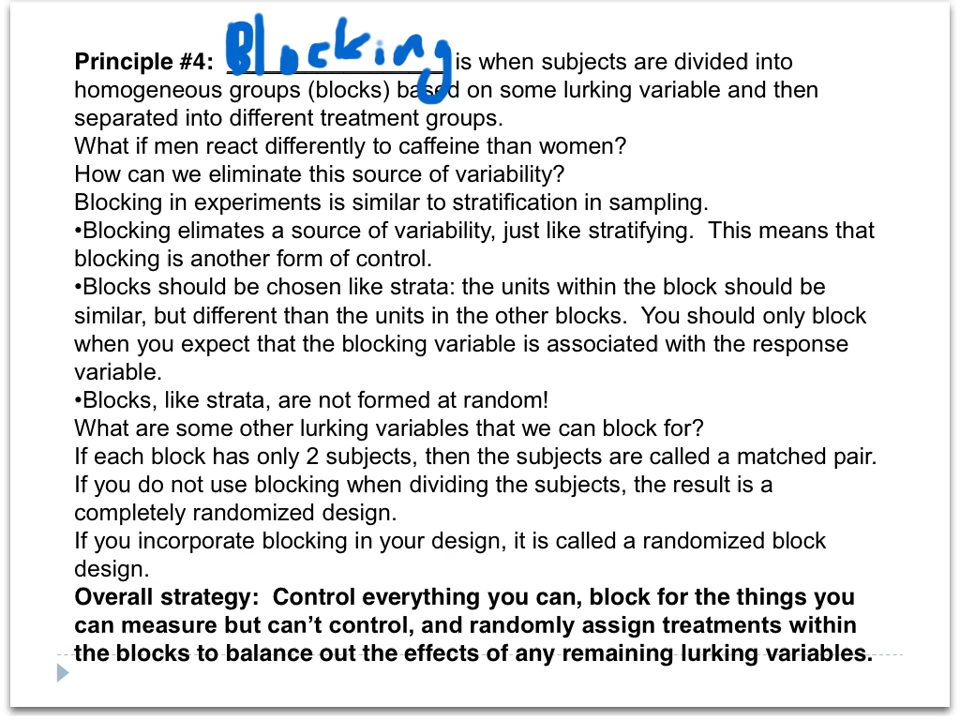 Principle #4: Blocking is when subjects are divided into
homogeneous groups (blocks) based on some lurking variable and then
separated into different treatment groups.
What if men react differently to caffeine than women?
How can we eliminate this source of variability?
Blocking in experiments is similar to stratification in sampling.
•Blocking elimates a source of variability, just like stratifying.  This means that
blocking is another form of control.
•Blocks should be chosen like strata: the units within the block should be
similar, but different than the units in the other blocks.  You should only block
when you expect that the blocking variable is associated with the response
variable.
•Blocks, like strata, are not formed at random!
What are some other lurking variables that we can block for?
If each block has only 2 subjects, then the subjects are called a matched pair.
If you do not use blocking when dividing the subjects, the result is a
completely randomized design.
If you incorporate blocking in your design, it is called a randomized block
design.
Overall strategy:  Control everything you can, block for the things you
can measure but can’t control, and randomly assign treatments within
the blocks to balance out the effects of any remaining lurking variables.